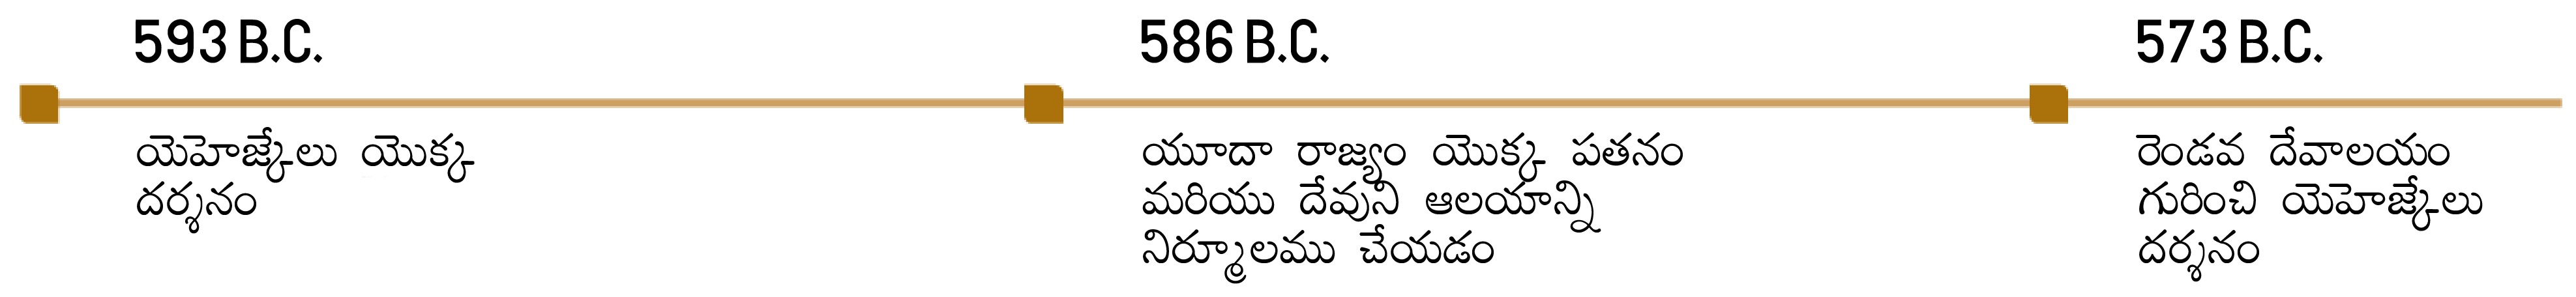 593 B.C.
యెహెజ్కేలు యొక్క
దర్శనం
586 B.C.
యూదా రాజ్యం యొక్క పతనం
మరియు దేవుని ఆలయాన్ని
నిర్మూలము చేయడం
573 B.C.
రెండవ దేవాలయం
గురించి యెహెజ్కేలు
దర్శనం